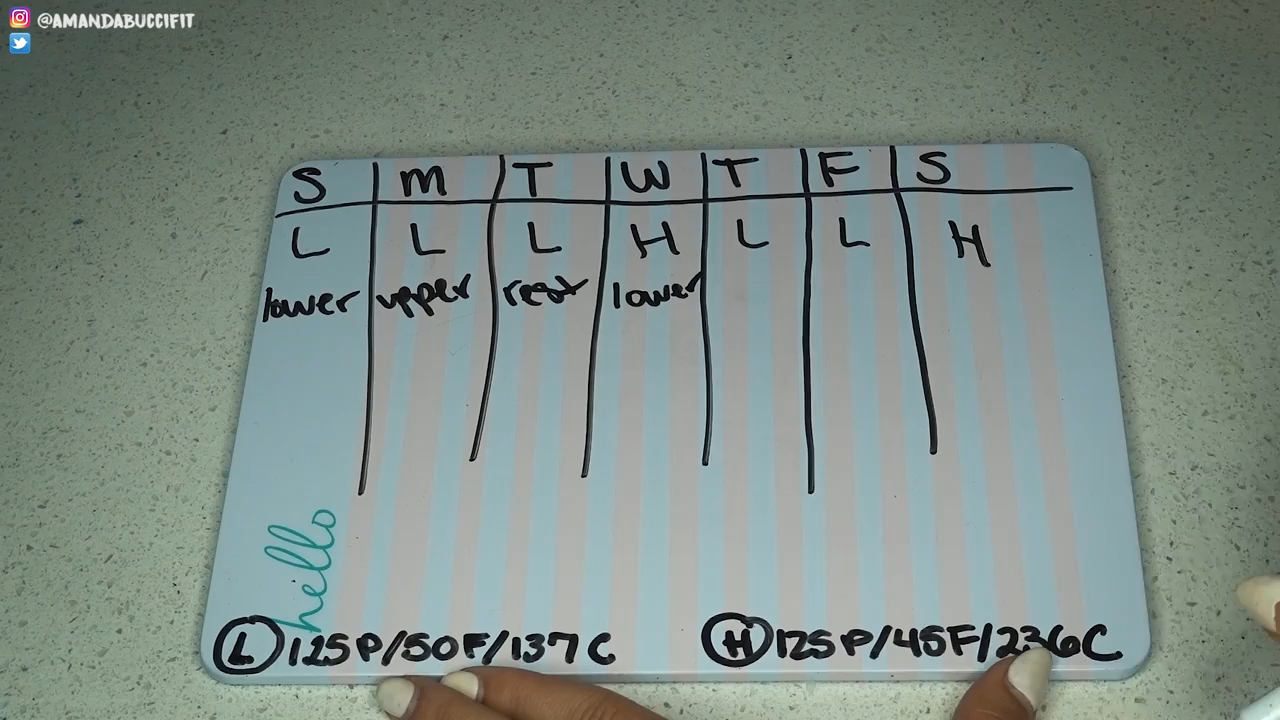 @AMANDABUCCIFIT
S M T W T F S
L L L H L L H
lower upper rest lower
hello
L 125P/50F/137C H 125P/45F/236C